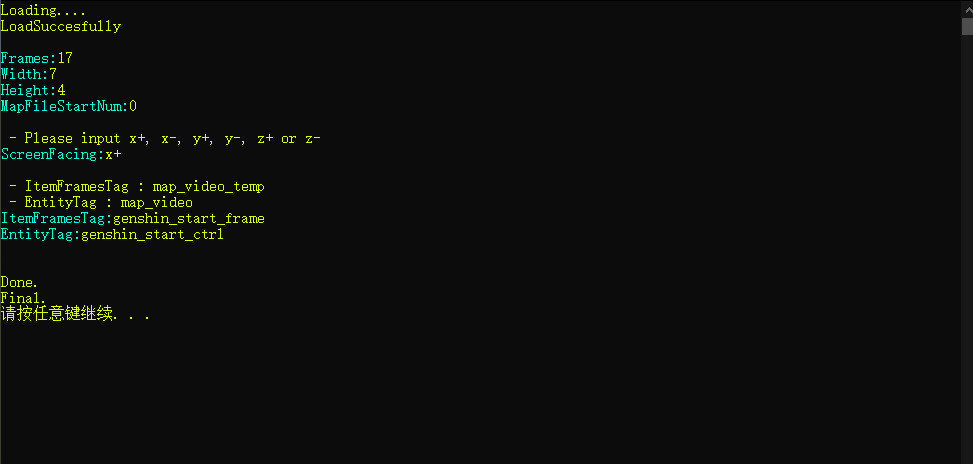 Loading....
LoadSuccesfully
Frames:17
Width:7
Height:4
MapFileStartNum:0
- Please input x+, x-, y+, y-, z+ or z-
ScreenFacing:x+
- ItemFramesTag : map_video_temp
- EntityTag : map_video
ItemFramesTag:genshin_start_frame
EntityTag:genshin_start_ctrl
Done.
Final.
请按任意键继续. . .